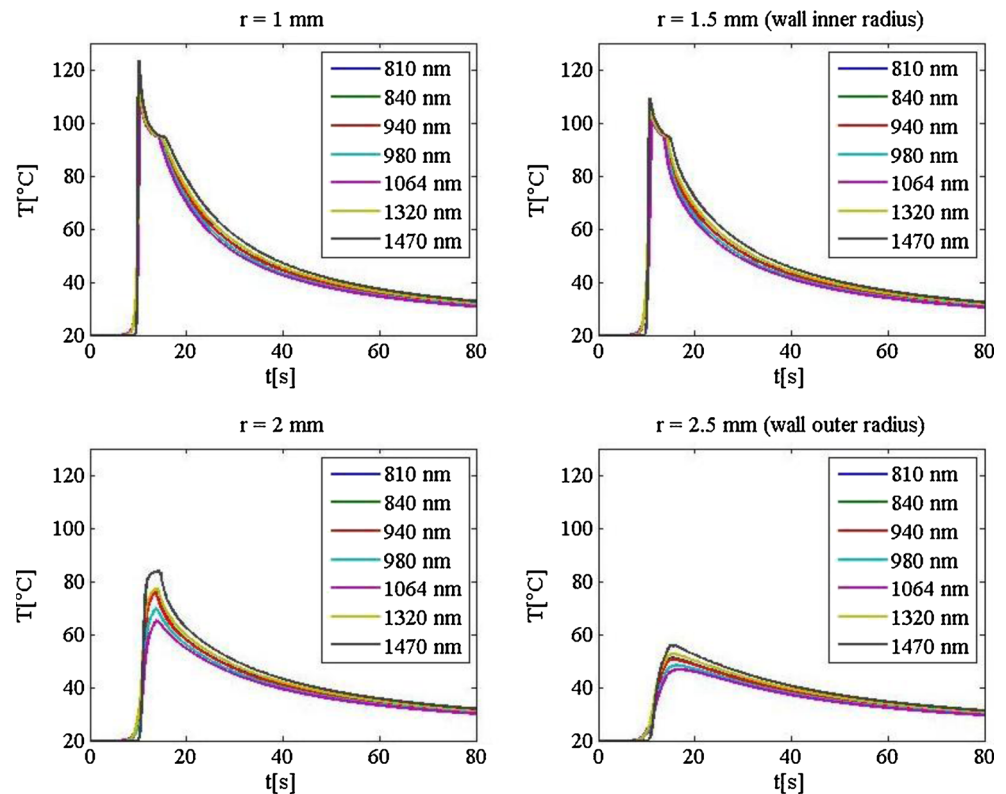 r = 1 mm
120
100
80
60
40
20
T[°C]
0
20
40
60
80
t[s]
810 nm
840 nm
940 nm
980 nm
1064 nm
1320 nm
1470 nm
r = 1.5 mm (wall inner radius)
120
100
80
60
40
20
T[°C]
0
20
40
60
80
t[s]
810 nm
840 nm
940 nm
980 nm
1064 nm
1320 nm
1470 nm
r = 2 mm
120
100
80
60
40
20
T[°C]
0
20
40
60
80
t[s]
810 nm
840 nm
940 nm
980 nm
1064 nm
1320 nm
1470 nm
r = 2.5 mm (wall outer radius)
120
100
80
60
40
20
T[°C]
0
20
40
60
80
t[s]
810 nm
840 nm
940 nm
980 nm
1064 nm
1320 nm
1470 nm